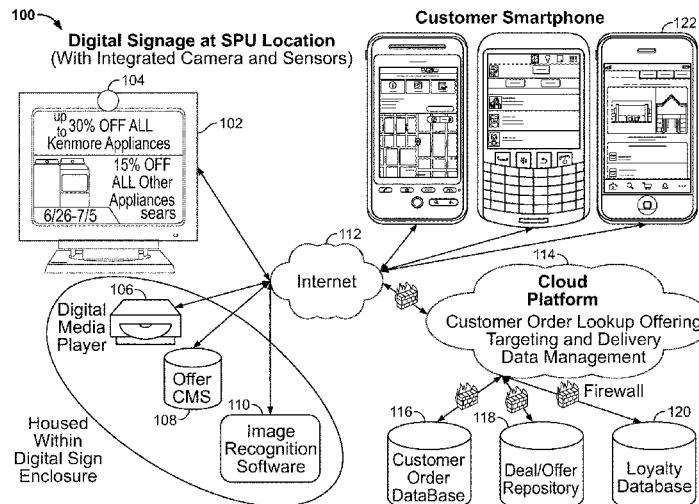 100
Digital Signage at SPU Location
(With Integrated Camera and Sensors)
104
102
up
to 30% OFF ALL
Kenmore Appliances
15% OFF
ALL Other
Appliances
sears
6/26-7/5
Customer Smartphone
122
112
Internet
114
Cloud
Platform
Customer Order Lookup Offering
Targeting and Delivery
Data Management
106
Digital
Media
Player
Offer
CMS
108
110
Image
Recognition
Software
Housed
Within
Digital Sign
Enclosure
Firewall
116
Customer
Order
DataBase
118
Deal/Offer
Repository
120
Loyalty
Database